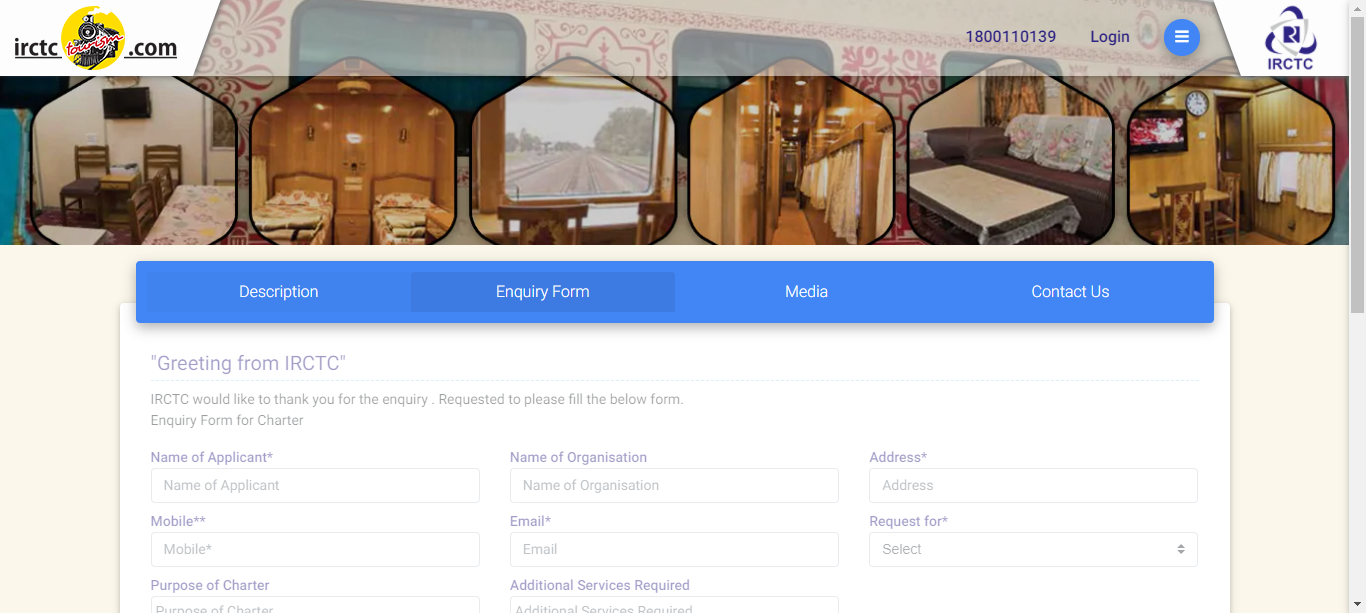 irctc tourism .com
1800110139
Login
IRCTC
Description
Enquiry Form
Media
Contact Us
"Greeting from IRCTC"
IRCTC would like to thank you for the enquiry . Requested to please fill the below form.
Enquiry Form for Charter
Name of Applicant*
Name of Organisation
Address*
Name of Applicant
Name of Organisation
Address
Mobile**
Email*
Request for*
Mobile*
Email
Select
Purpose of Charter
Additional Services Required
Purpose of Charter
Additional Services Required